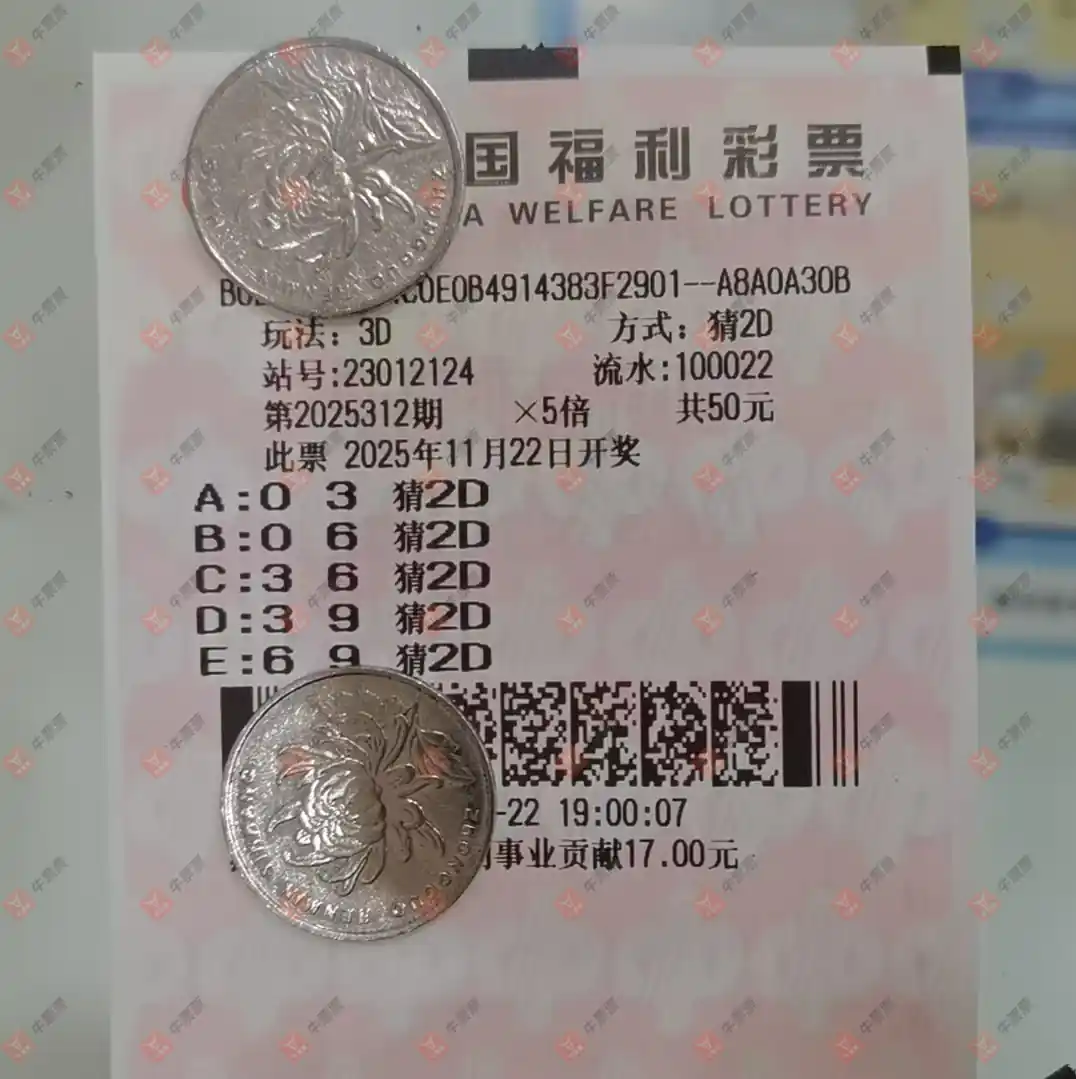 国福利彩票
A WELFARE LOTTERY
C0E0B4914383F2901--A8A0A30B
玩法：3D 方式：猜2D
站号:23012124 流水:100022
第2025312期 ×5倍 共50元
此票 2025年11月22日开奖
A:0 3 猜2D
B:0 6 猜2D
C:3 6 猜2D
D:3 9 猜2D
E:6 9 猜2D
-22 19:00:07
事业贡献17.00元